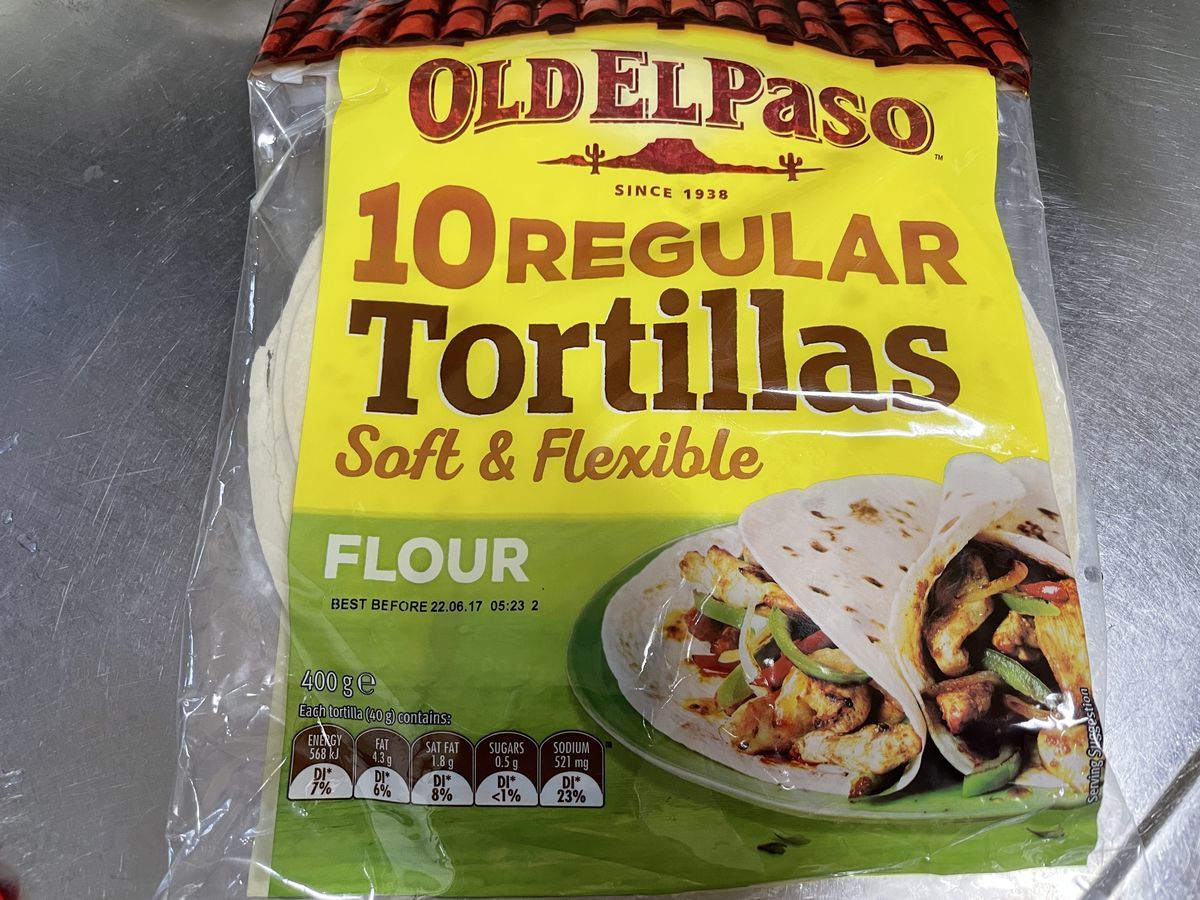 OLD EL PASO™
SINCE 1938
10 REGULAR
Tortillas
Soft & Flexible
FLOUR
BEST BEFORE 22.06.17 05:23 2
400 g ℮
Each tortilla (40 g) contains:
ENERGY
568 kJ
DI*
7%
FAT
4.3 g
DI*
6%
SAT FAT
1.8 g
DI*
8%
SUGARS
0.5 g
DI*
<1%
SODIUM
521 mg
DI*
23%
™
Serving Suggestion